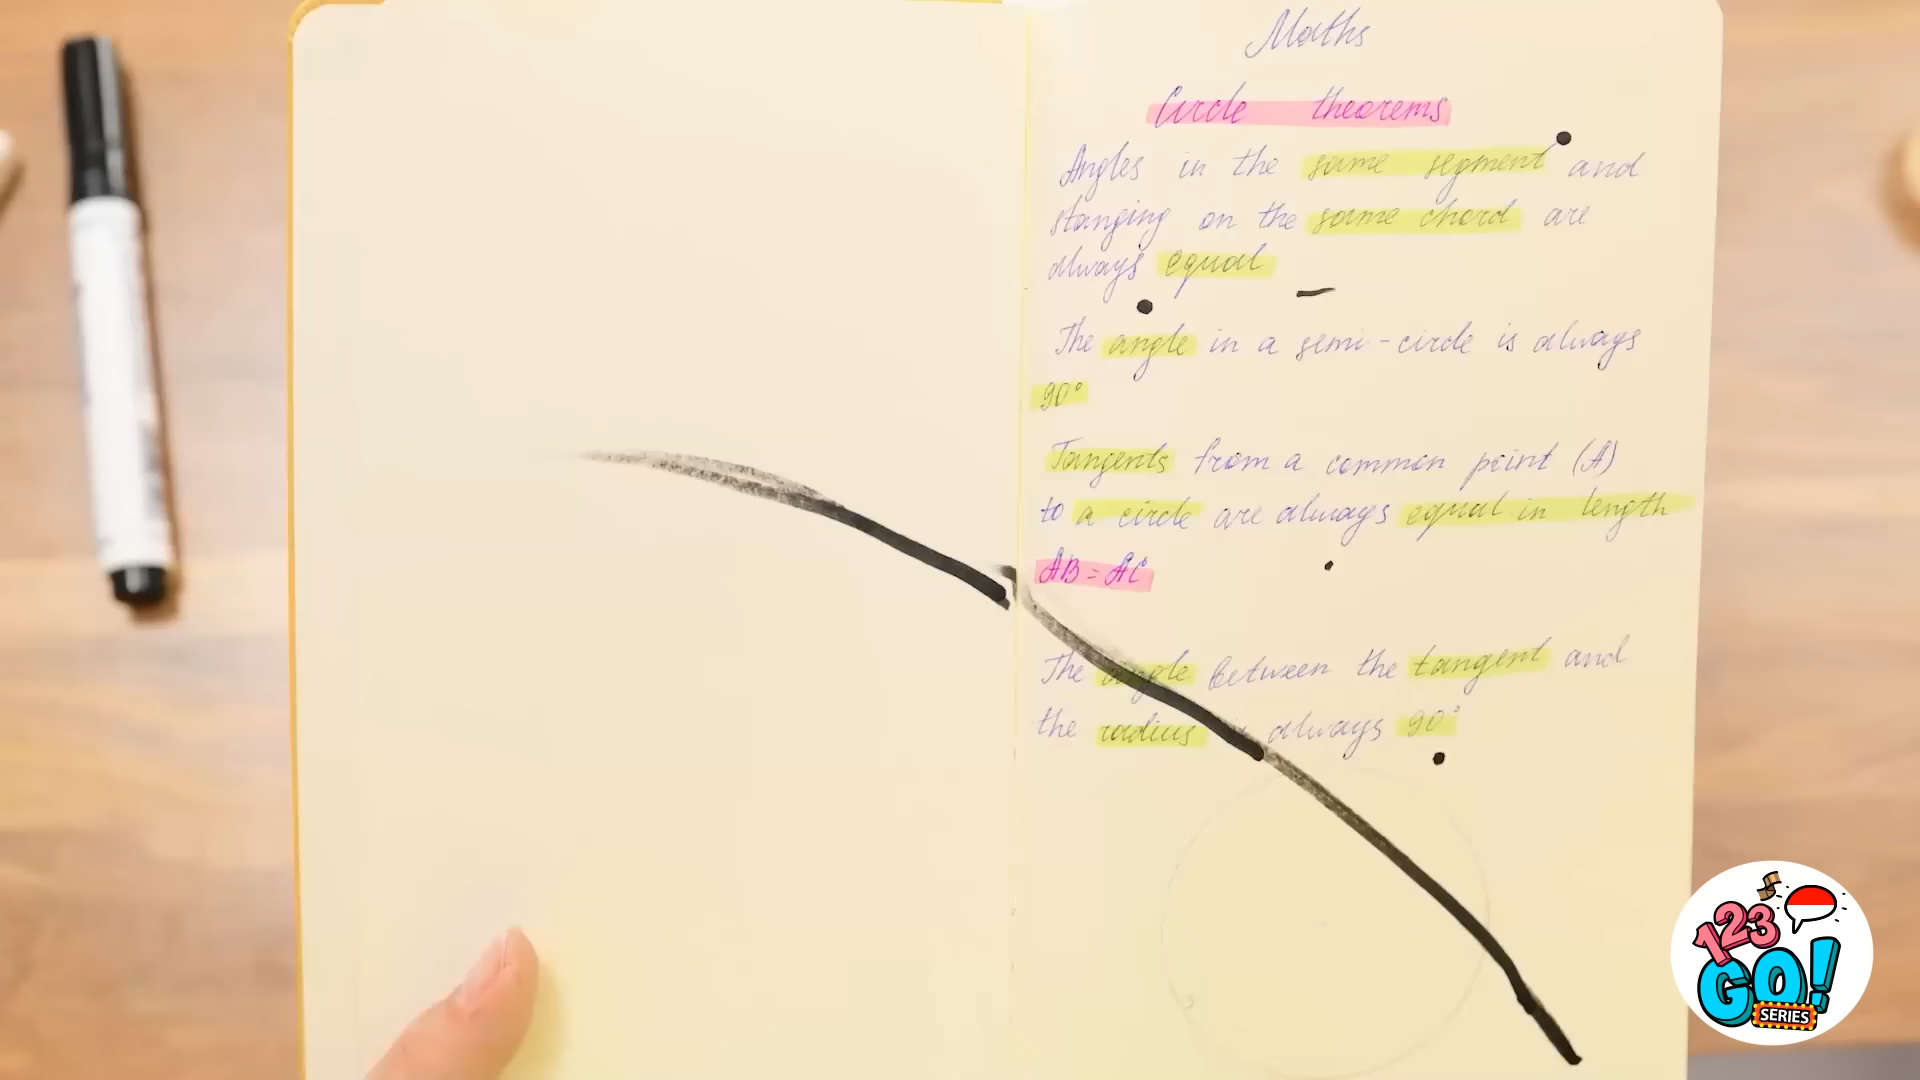 Maths
Circle theorems
Angles in the same segment and
stanging on the same chord are
always equal
The angle in a semi-circle is always
90°
Tangents from a common point (A)
to a circle are always equal in length
AB = AC
The angle between the tangent and
the radius is always 90°
123
GO!
SERIES